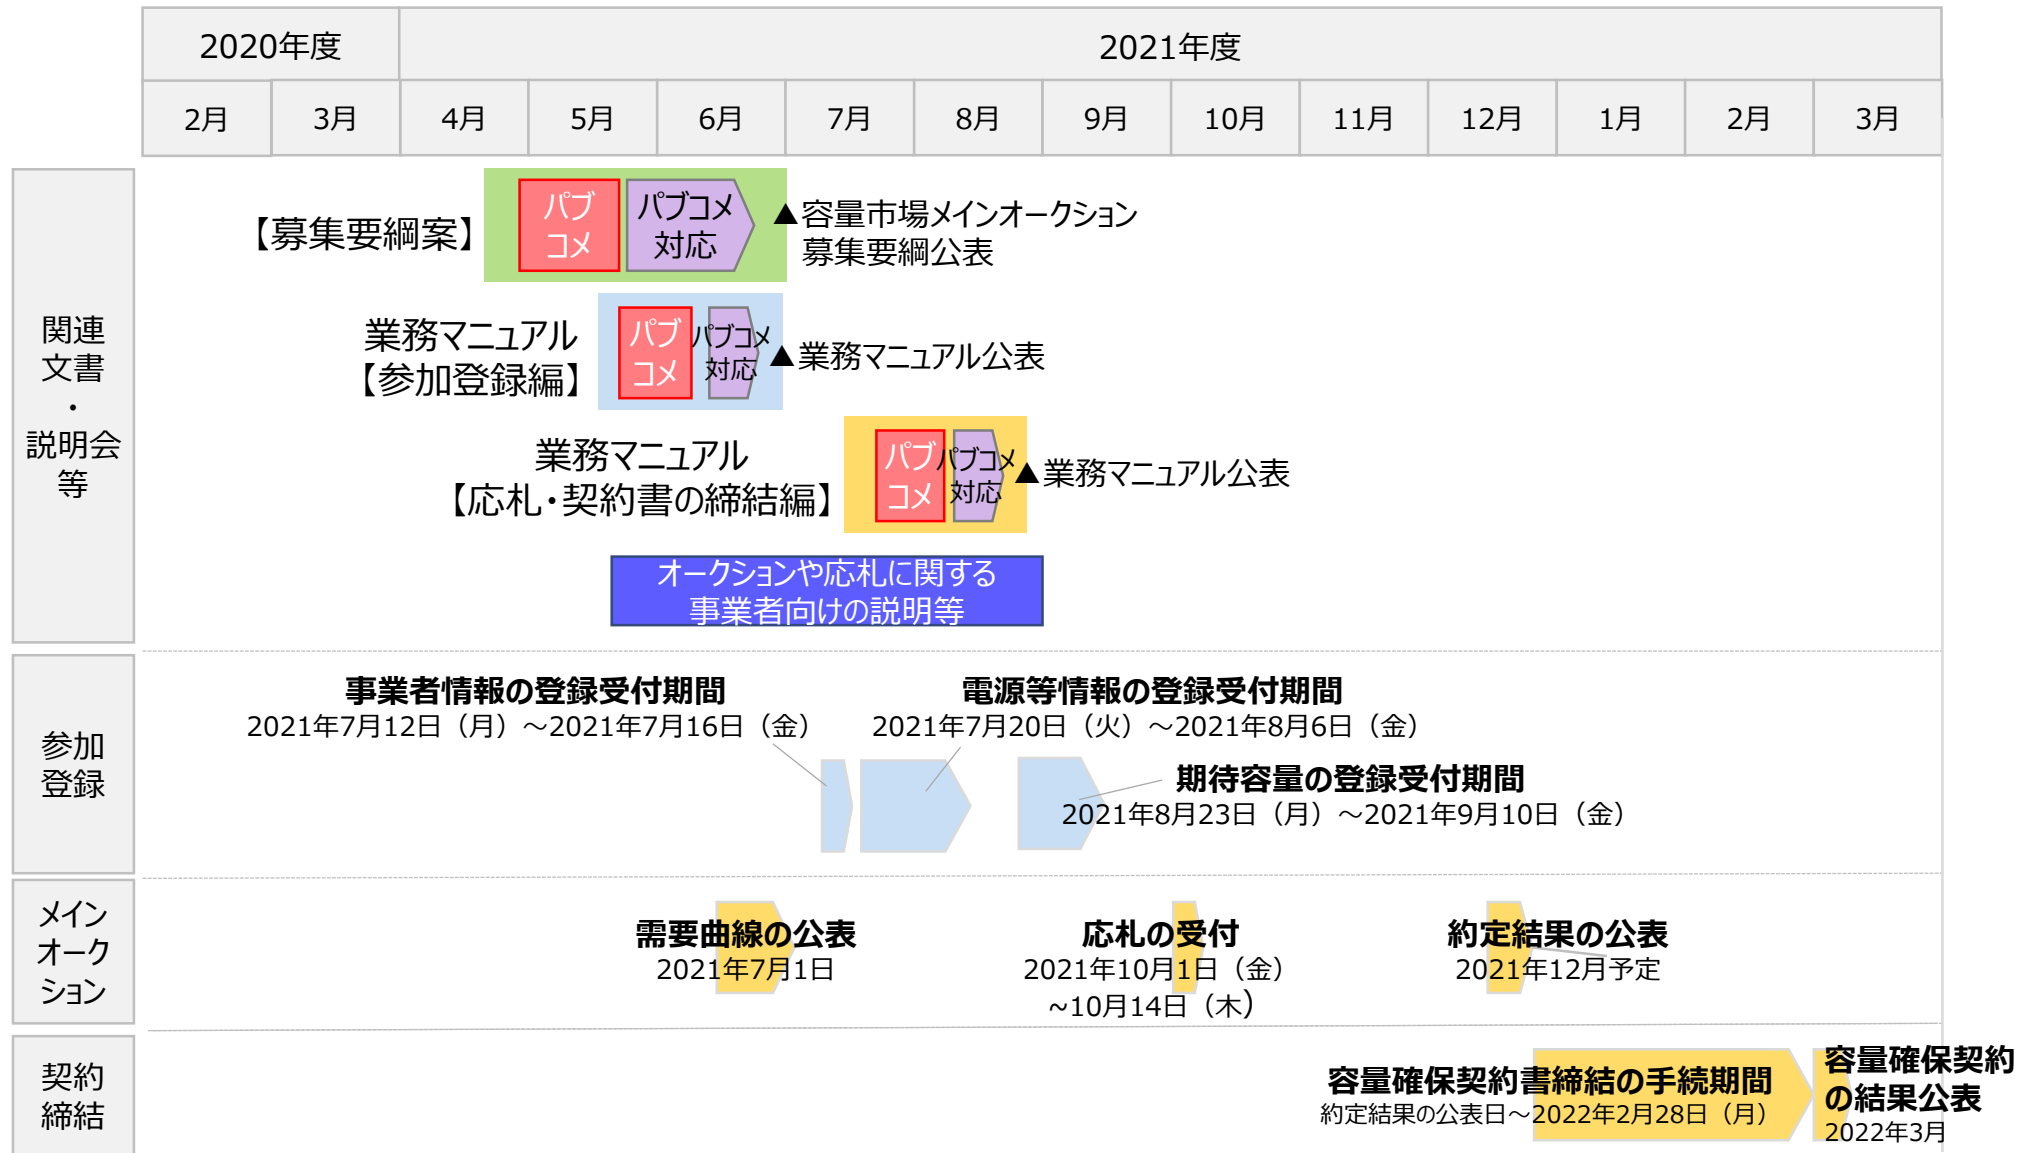 2020年度
2021年度
2月
3月
4月
5月
6月
7月
8月
9月
10月
11月
12月
1月
2月
3月
関連
文書
・
説明会
等
【募集要綱案】
パブ
コメ
パブコメ
対応
▲容量市場メインオークション
募集要綱公表
業務マニュアル
【参加登録編】
パブ
コメ
パブコメ
対応
▲業務マニュアル公表
業務マニュアル
【応札・契約書の締結編】
パブ
コメ
パブコメ
対応
▲業務マニュアル公表
オークションや応札に関する
事業者向けの説明等
参加
登録
事業者情報の登録受付期間
2021年7月12日（月）～2021年7月16日（金）
電源等情報の登録受付期間
2021年7月20日（火）～2021年8月6日（金）
期待容量の登録受付期間
2021年8月23日（月）～2021年9月10日（金）
メイン
オーク
ション
需要曲線の公表
2021年7月1日
応札の受付
2021年10月1日（金）
~10月14日（木）
約定結果の公表
2021年12月予定
契約
締結
容量確保契約書締結の手続期間
約定結果の公表日～2022年2月28日（月）
容量確保契約
の結果公表
2022年3月